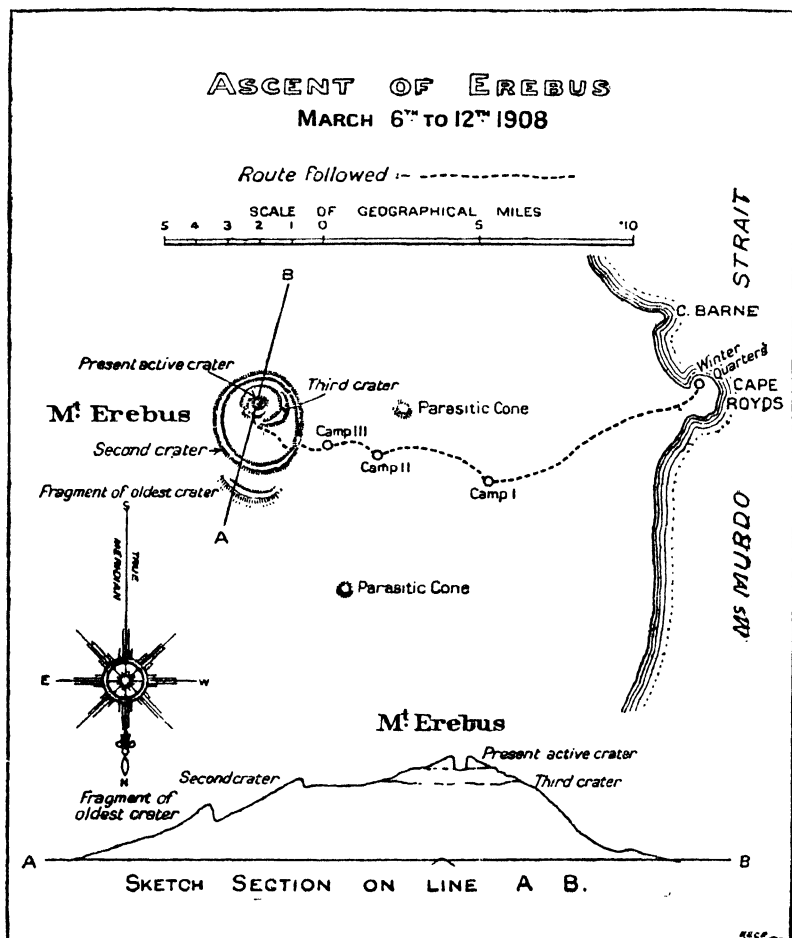 ASCENT OF EREBUS
MARCH 6TH TO 12TH 1908
Route followed :-
SCALE OF GEOGRAPHICAL MILES
5 4 3 2 1 0 5 10
STRAIT
B
C. BARNE
Winter Quarters
CAPE ROYDS
Present active crater
Third crater
Mt. Erebus
Parasitic Cone
Second crater
Camp III
Camp II
Camp I
Fragment of oldest crater
A
S
TRUE MERIDIAN
Mc MURDO
Parasitic Cone
E W
N
Mt. Erebus
Present active crater
Second crater
Third crater
Fragment of
oldest crater
A B
SKETCH SECTION ON LINE A B.